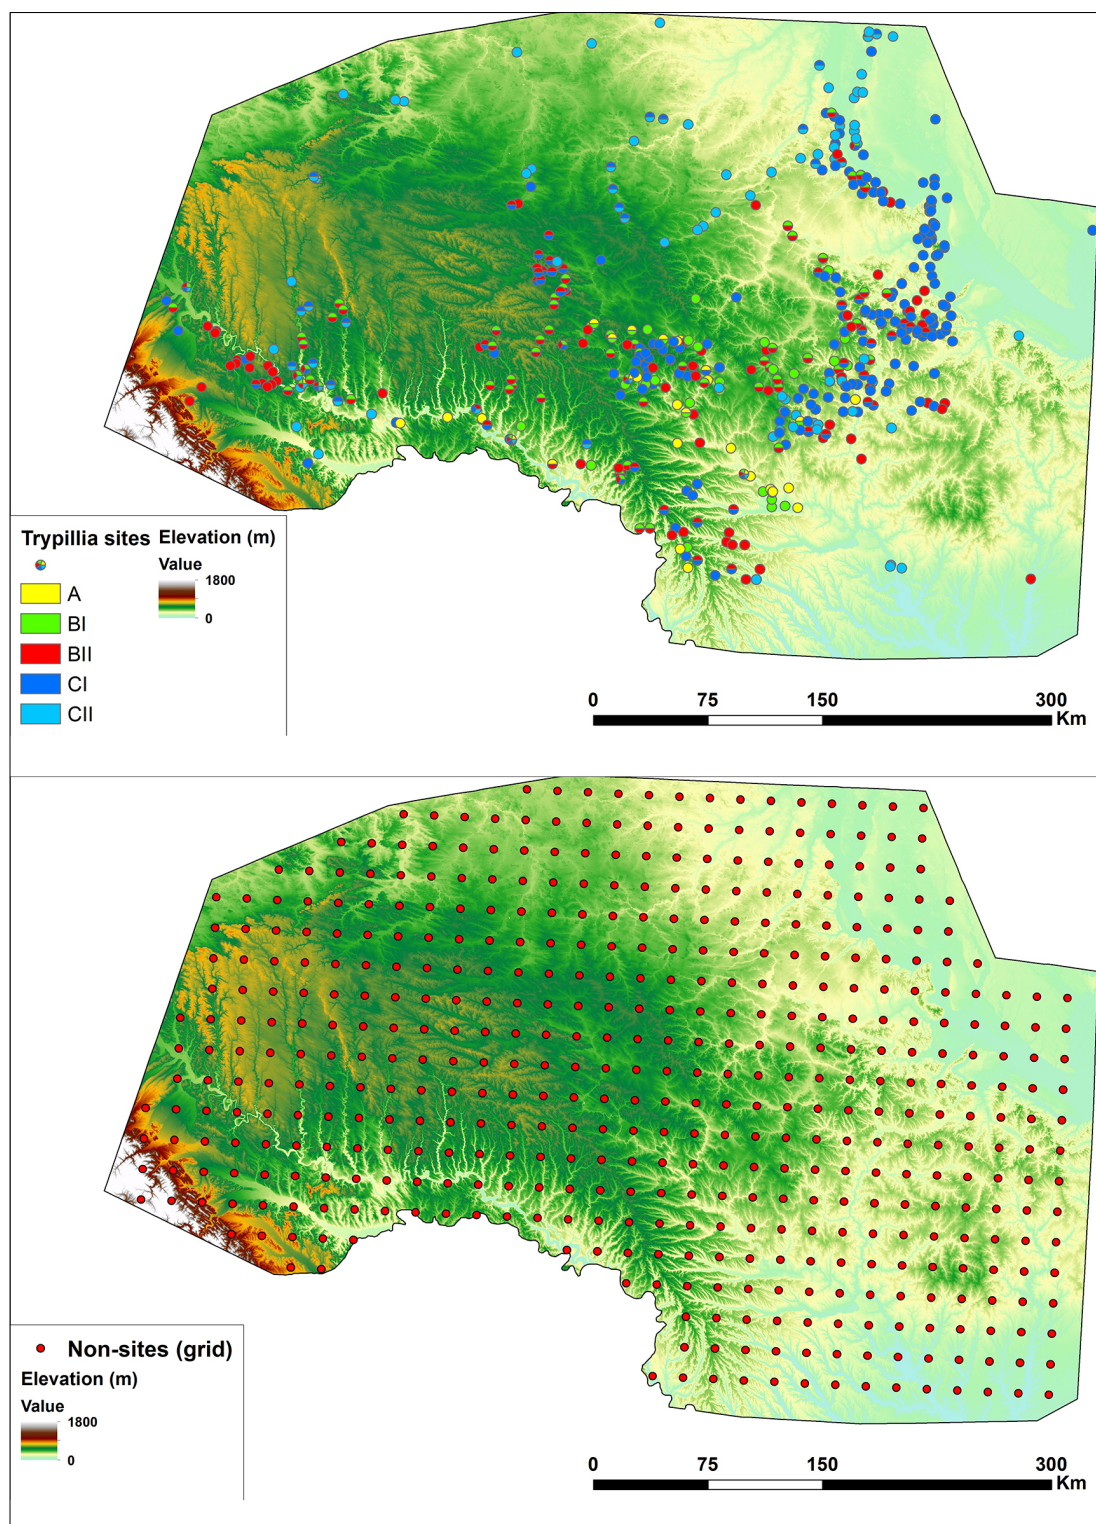 Trypillia sites
Elevation (m)
Value
1800
0
A
BI
BII
CI
CII
0 75 150 300
Km
Non-sites (grid)
Elevation (m)
Value
1800
0
0 75 150 300
Km